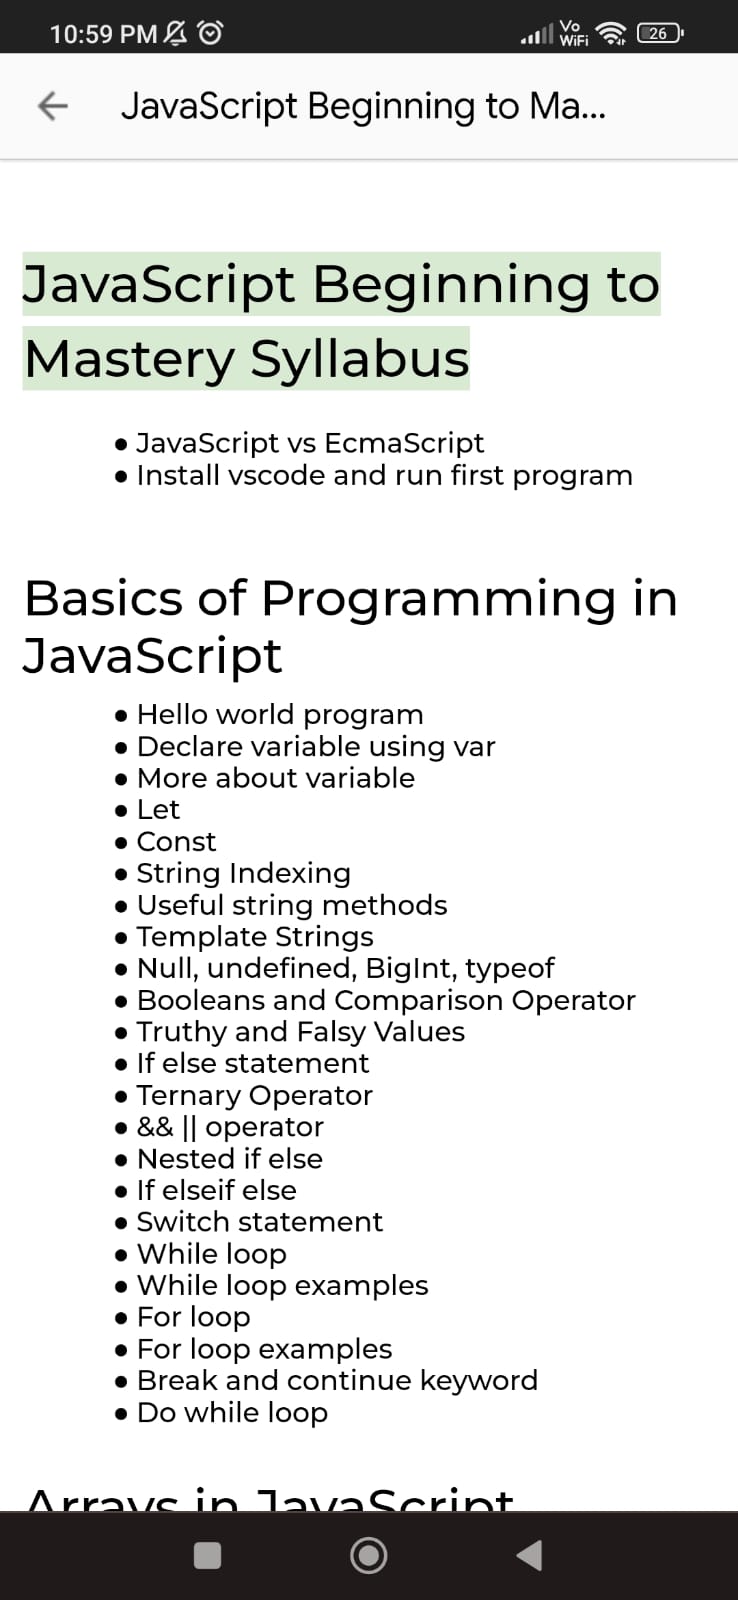 10:59 PM
Vo
WiFi
26
JavaScript Beginning to Ma...
JavaScript Beginning to
Mastery Syllabus
● JavaScript vs EcmaScript
● Install vscode and run first program
Basics of Programming in
JavaScript
● Hello world program
● Declare variable using var
● More about variable
● Let
● Const
● String Indexing
● Useful string methods
● Template Strings
● Null, undefined, BigInt, typeof
● Booleans and Comparison Operator
● Truthy and Falsy Values
● If else statement
● Ternary Operator
● && || operator
● Nested if else
● If elseif else
● Switch statement
● While loop
● While loop examples
● For loop
● For loop examples
● Break and continue keyword
● Do while loop
Arrays in JavaScript